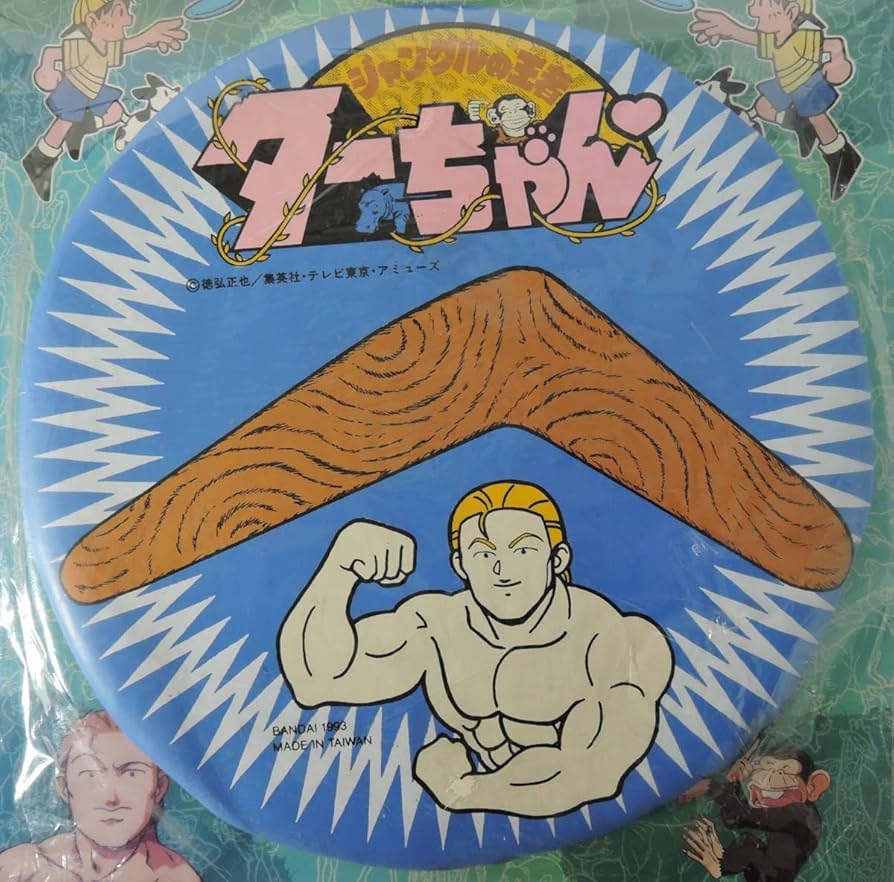 ジャングルの王者
ターちゃん
©徳弘正也／集英社・テレビ東京・アミューズ
BANDAI 1993
MADE IN TAIWAN